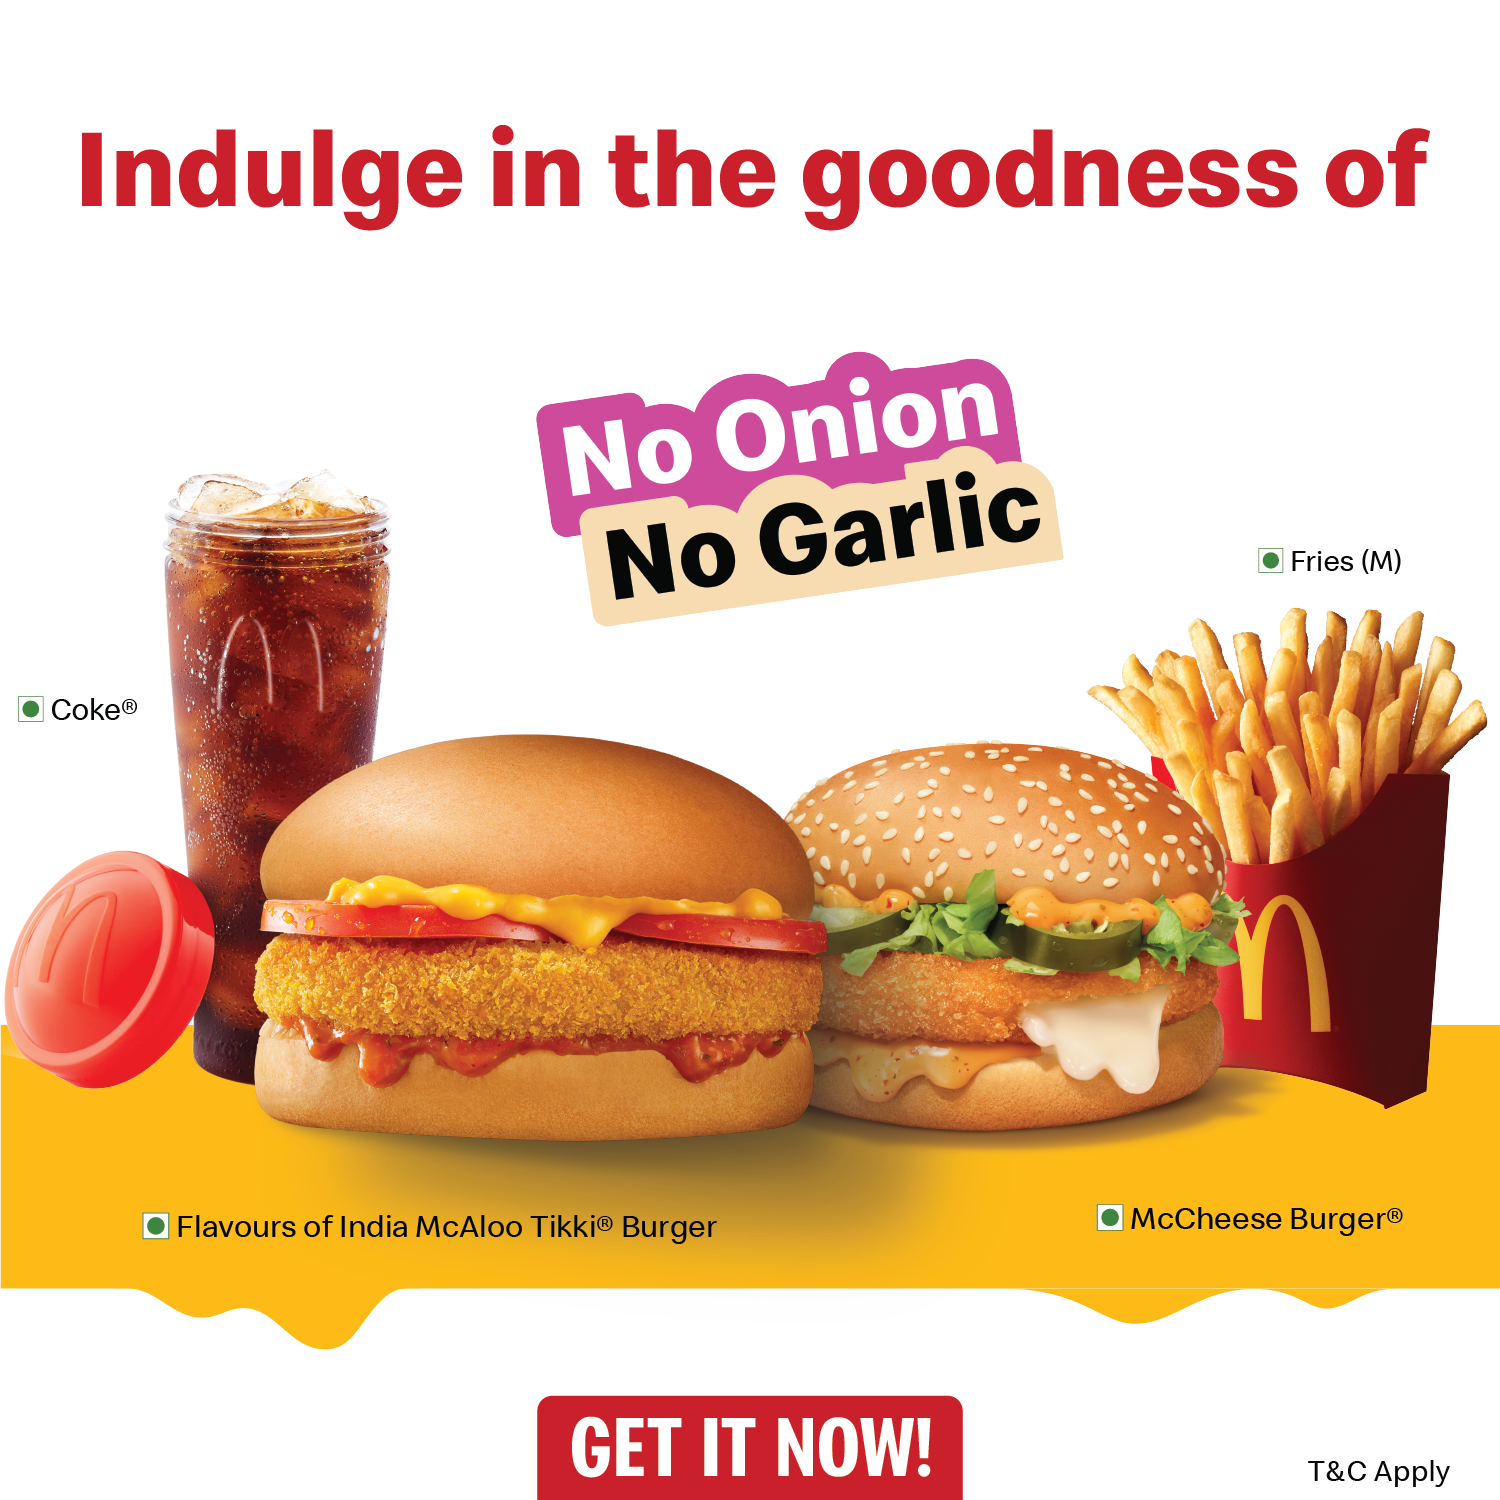 Indulge in the goodness of
No Onion
No Garlic
Fries (M)
Coke®
Flavours of India McAloo Tikki® Burger
McCheese Burger®
GET IT NOW!
T&C Apply